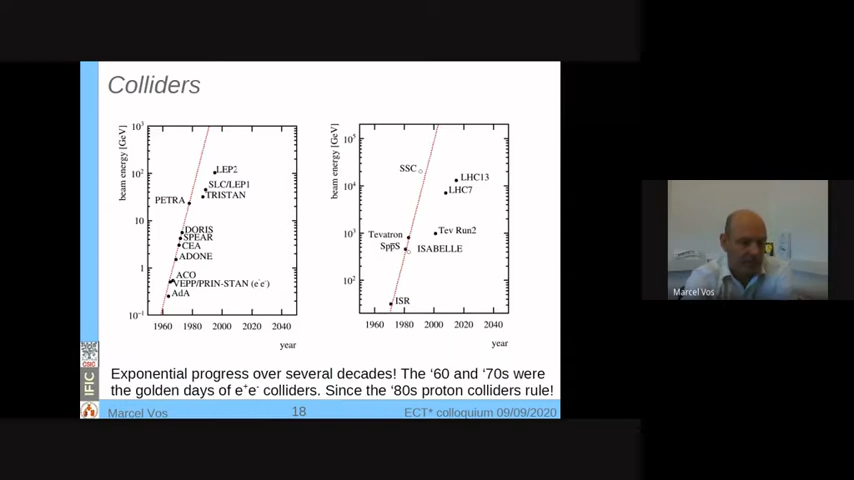 Colliders
beam energy [GeV]
10³
10²
10
1
10⁻¹
LEP2
SLC/LEP1
TRISTAN
PETRA
DORIS
SPEAR
CEA
ADONE
ACO
VEPP/PRIN-STAN (e⁻e⁻)
AdA
1960 1980 2000 2020 2040
year
beam energy [GeV]
10⁵
10⁴
10³
10²
SSC
LHC13
LHC7
Tevatron
Tev Run2
Spp̄S
ISABELLE
ISR
1960 1980 2000 2020 2040
year
Exponential progress over several decades! The ‘60 and ‘70s were
the golden days of e⁺e⁻ colliders. Since the ‘80s proton colliders rule!
CSIC
IFIC
Marcel Vos 18 ECT* colloquium 09/09/2020
Marcel Vos